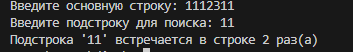 Введите основную строку: 1112311
Введите подстроку для поиска: 11
Подстрока '11' встречается в строке 2 раз(а)